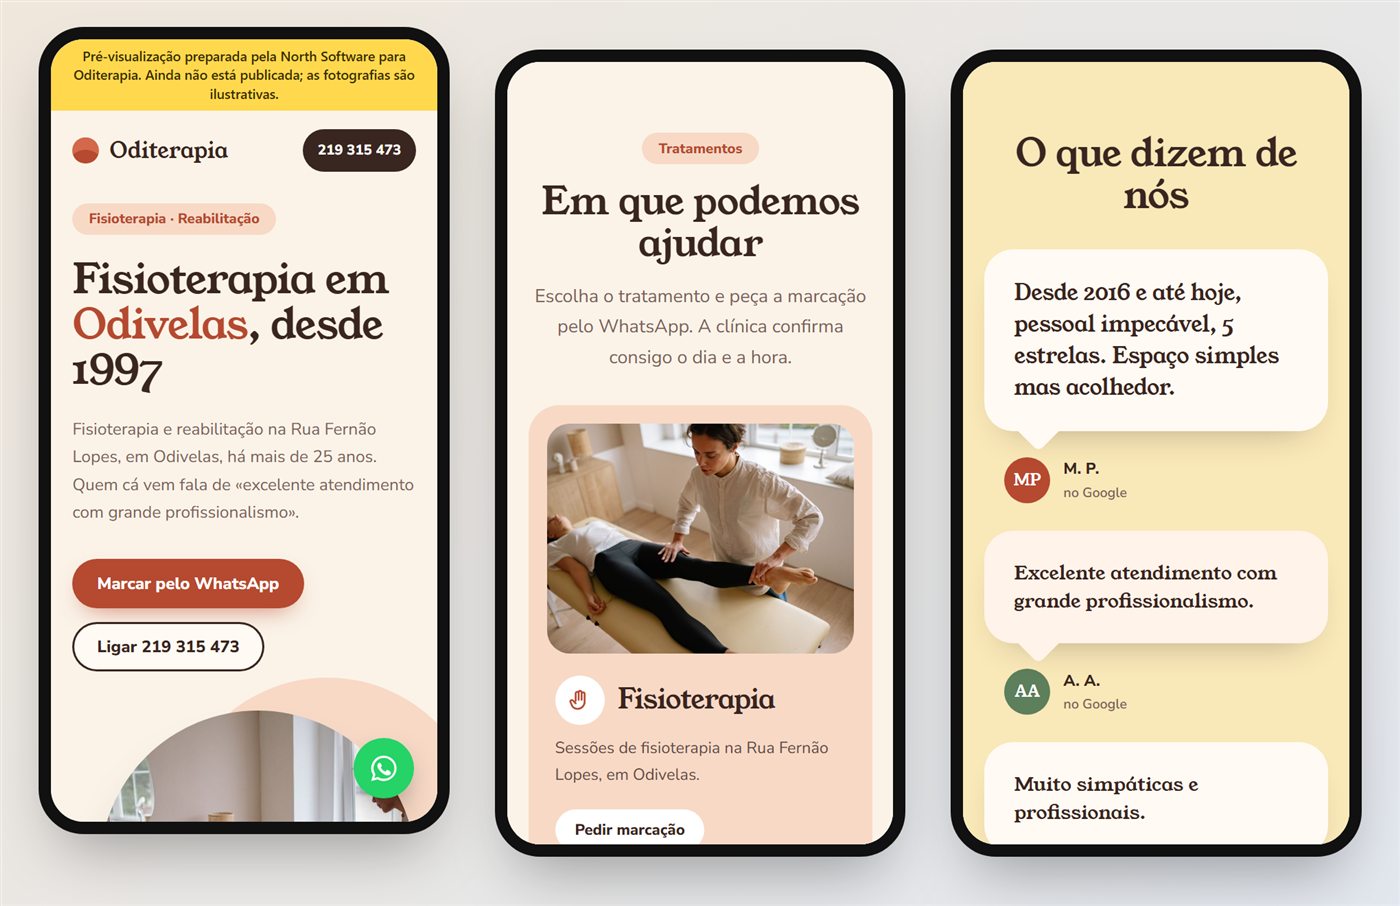 Pré-visualização preparada pela North Software para
Oditerapia. Ainda não está publicada; as fotografias são
ilustrativas.
Oditerapia
219 315 473
Fisioterapia · Reabilitação
Fisioterapia em
Odivelas, desde
1997
Fisioterapia e reabilitação na Rua Fernão
Lopes, em Odivelas, há mais de 25 anos.
Quem cá vem fala de «excelente atendimento
com grande profissionalismo».
Marcar pelo WhatsApp
Ligar 219 315 473
Tratamentos
Em que podemos
ajudar
Escolha o tratamento e peça a marcação
pelo WhatsApp. A clínica confirma
consigo o dia e a hora.
Fisioterapia
Sessões de fisioterapia na Rua Fernão
Lopes, em Odivelas.
Pedir marcação
O que dizem de
nós
Desde 2016 e até hoje,
pessoal impecável, 5
estrelas. Espaço simples
mas acolhedor.
MP
M. P.
no Google
Excelente atendimento com
grande profissionalismo.
AA
A. A.
no Google
Muito simpáticas e
profissionais.